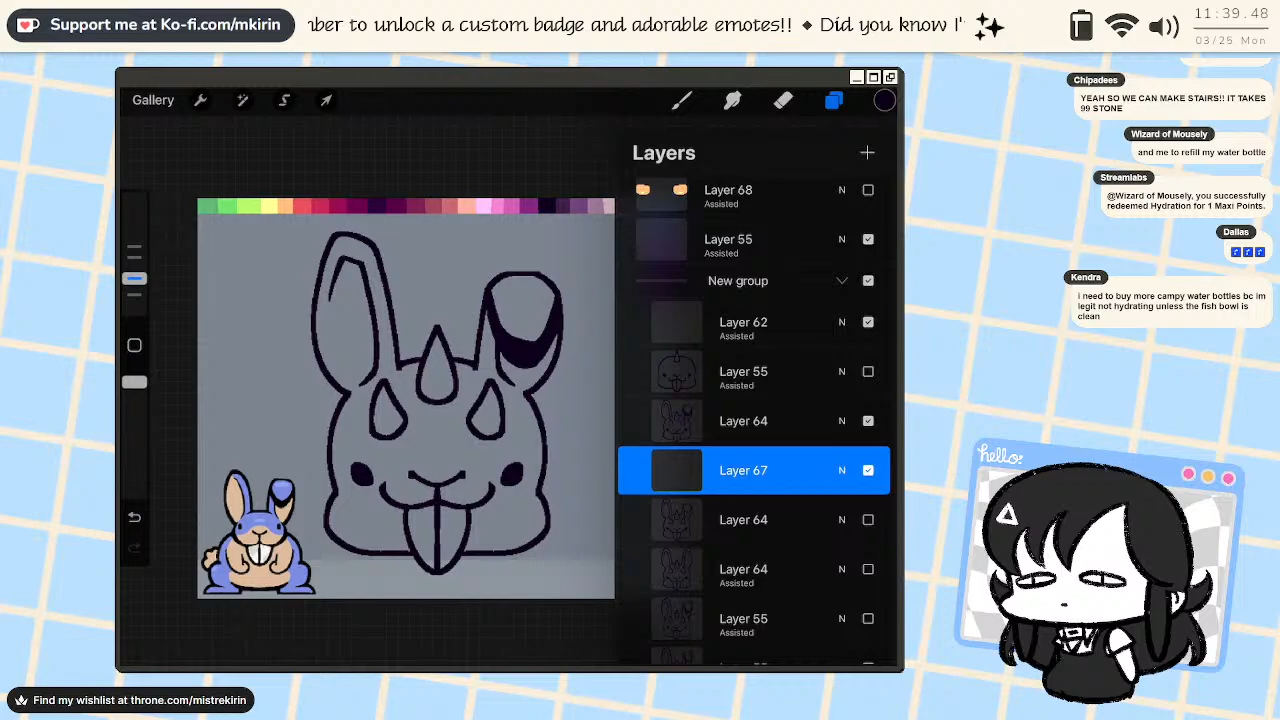 Support me at Ko-fi.com/mkirin
ber to unlock a custom badge and adorable emotes!! ◆ Did you know I'
11:39.48
03/25 Mon
Gallery
Layers
Layer 68
Assisted
N
Layer 55
Assisted
N
New group
Layer 62
Assisted
N
Layer 55
Assisted
N
Layer 64
N
Layer 67
N
Layer 64
N
Layer 64
Assisted
N
Layer 55
Assisted
N
Chipadees
YEAH SO WE CAN MAKE STAIRS!! IT TAKES
99 STONE
Wizard of Mousely
and me to refill my water bottle
Streamlabs
@Wizard of Mousely, you successfully
redeemed Hydration for 1 Maxi Points.
Dallas
Kendra
I need to buy more campy water bottles bc im
legit not hydrating unless the fish bowl is
clean
hello!
Find my wishlist at throne.com/mistrekirin